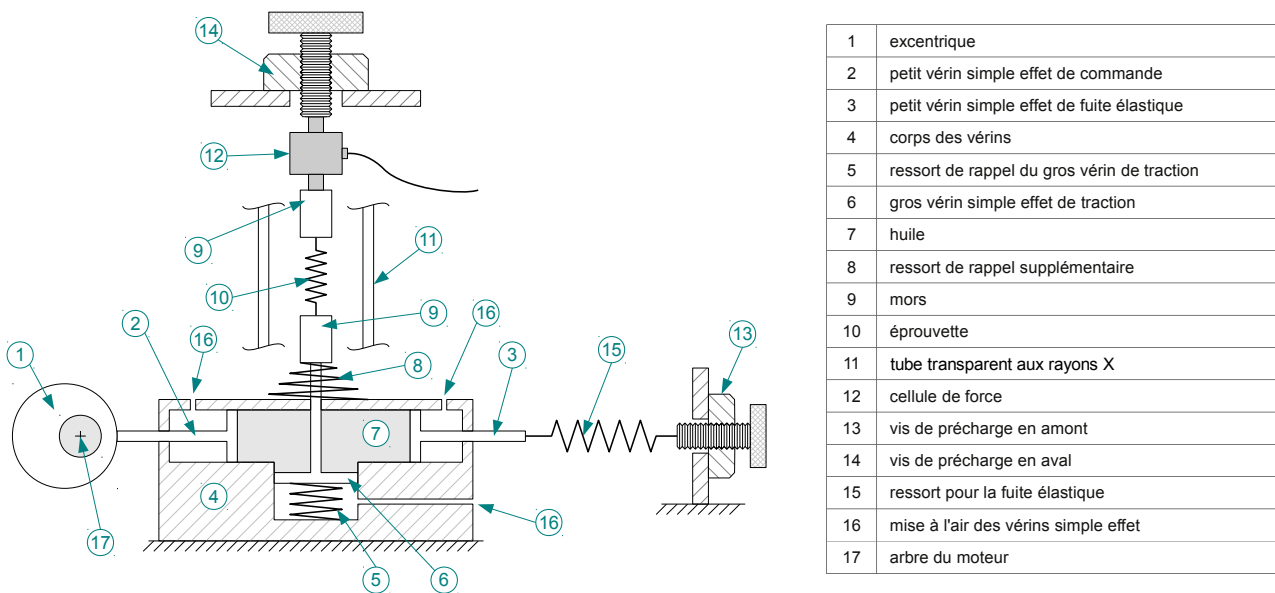 14
12
9
11
10
2
16
9
16
13
1
8
3
15
7
4
16
17
5
6
1 excentrique
2 petit vérin simple effet de commande
3 petit vérin simple effet de fuite élastique
4 corps des vérins
5 ressort de rappel du gros vérin de traction
6 gros vérin simple effet de traction
7 huile
8 ressort de rappel supplémentaire
9 mors
10 éprouvette
11 tube transparent aux rayons X
12 cellule de force
13 vis de précharge en amont
14 vis de précharge en aval
15 ressort pour la fuite élastique
16 mise à l'air des vérins simple effet
17 arbre du moteur